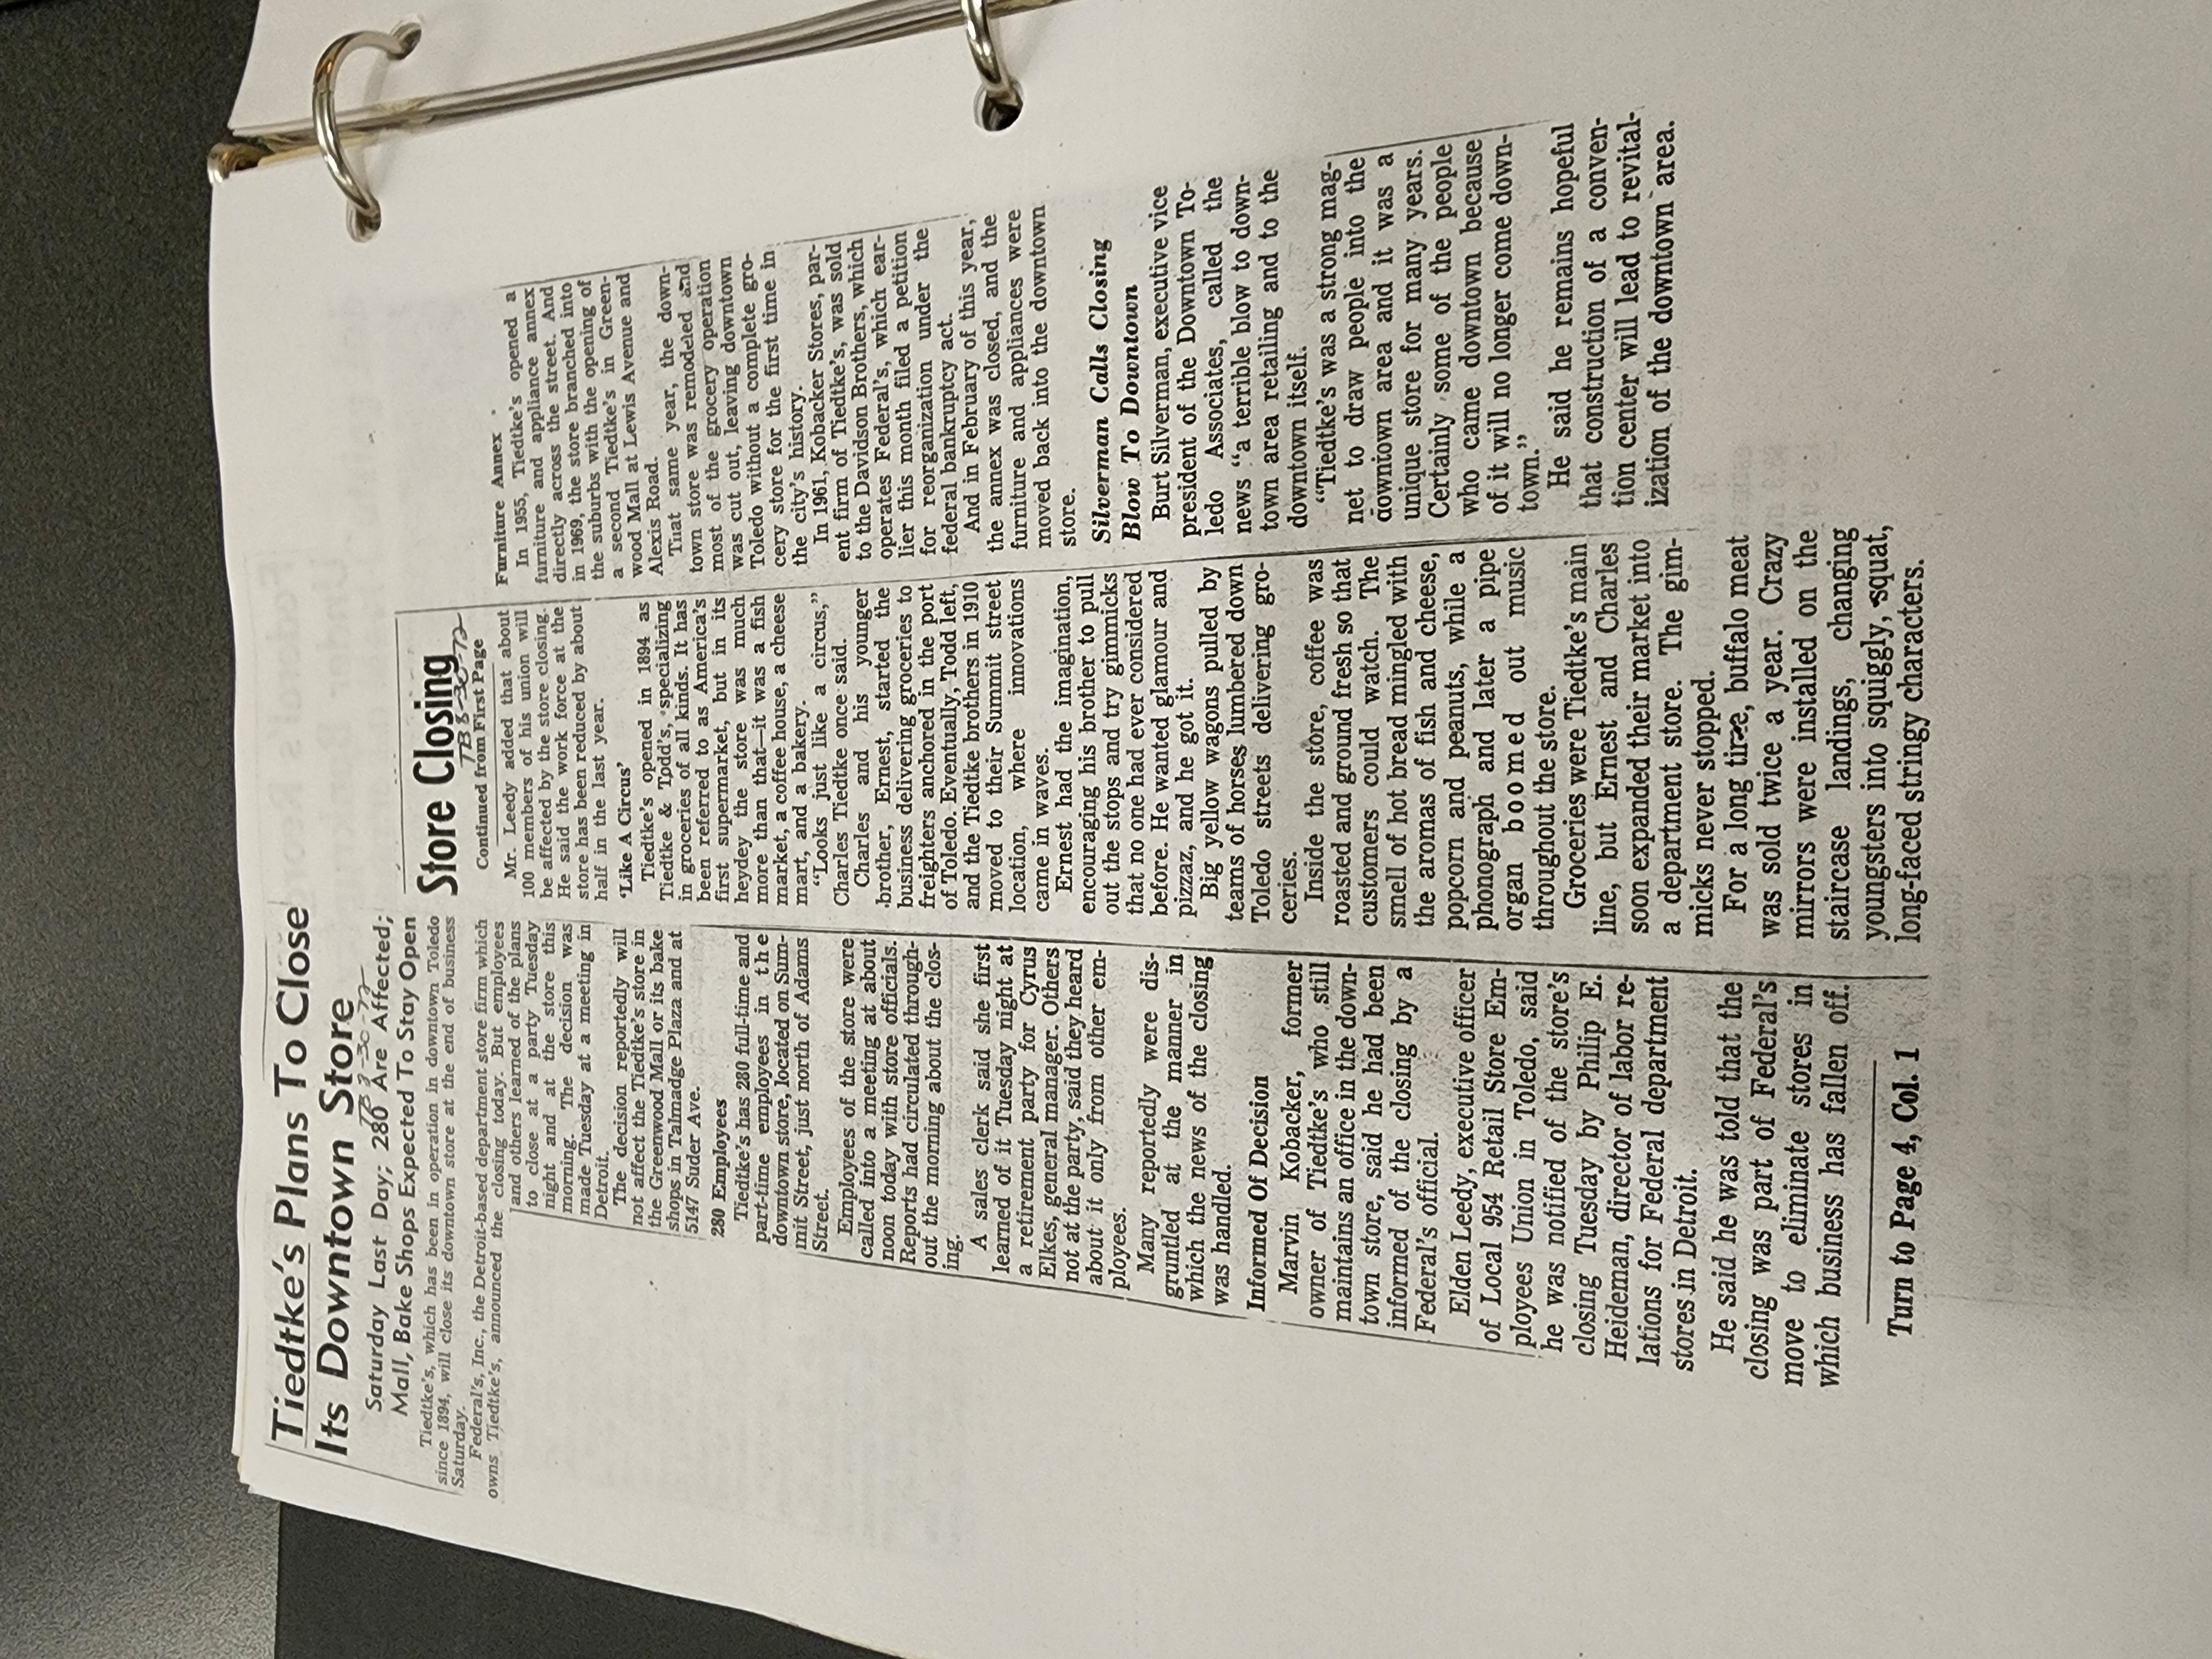 Tiedtke's Plans To Close
Its Downtown Store
TB 8-30-72
Saturday Last Day; 280 Are Affected;
Mall, Bake Shops Expected To Stay Open
Tiedtke's, which has been in operation in downtown Toledo
since 1894, will close its downtown store at the end of business
Saturday.
Federal's, Inc., the Detroit-based department store firm which
owns Tiedtke's, announced the closing today. But employees
and others learned of the plans
to close at a party Tuesday
night and at the store this
morning. The decision was
made Tuesday at a meeting in
Detroit.
The decision reportedly will
not affect the Tiedtke's store in
the Greenwood Mall or its bake
shops in Talmadge Plaza and at
5147 Suder Ave.
280 Employees
Tiedtke's has 280 full-time and
part-time employees in the
downtown store, located on Sum-
mit Street, just north of Adams
Street.
Employees of the store were
called into a meeting at about
noon today with store officials.
Reports had circulated through-
out the morning about the clos-
ing.
A sales clerk said she first
learned of it Tuesday night at
a retirement party for Cyrus
Elkes, general manager. Others
not at the party, said they heard
about it only from other em-
ployees.
Many reportedly were dis-
gruntled at the manner in
which the news of the closing
was handled.
Informed Of Decision
Marvin Kobacker, former
owner of Tiedtke's who still
maintains an office in the down-
town store, said he had been
informed of the closing by a
Federal's official.
Elden Leedy, executive officer
of Local 954 Retail Store Em-
ployees Union in Toledo, said
he was notified of the store's
closing Tuesday by Philip E.
Heideman, director of labor re-
lations for Federal department
stores in Detroit.
He said he was told that the
closing was part of Federal's
move to eliminate stores in
which business has fallen off.
Turn to Page 4, Col. 1
Store Closing
TB 8-30-72
Continued from First Page
Mr. Leedy added that about
100 members of his union will
be affected by the store closing.
He said the work force at the
store has been reduced by about
half in the last year.
'Like A Circus'
Tiedtke's opened in 1894 as
Tiedtke & Todd's, specializing
in groceries of all kinds. It has
been referred to as America's
first supermarket, but in its
heydey the store was much
more than that—it was a fish
market, a coffee house, a cheese
mart, and a bakery.
"Looks just like a circus,"
Charles Tiedtke once said.
Charles and his younger
brother, Ernest, started the
business delivering groceries to
freighters anchored in the port
of Toledo. Eventually, Todd left,
and the Tiedtke brothers in 1910
moved to their Summit street
location, where innovations
came in waves.
Ernest had the imagination,
encouraging his brother to pull
out the stops and try gimmicks
that no one had ever considered
before. He wanted glamour and
pizzaz, and he got it.
Big yellow wagons pulled by
teams of horses lumbered down
Toledo streets delivering gro-
ceries.
Inside the store, coffee was
roasted and ground fresh so that
customers could watch. The
smell of hot bread mingled with
the aromas of fish and cheese,
popcorn and peanuts, while a
phonograph and later a pipe
organ boomed out music
throughout the store.
Groceries were Tiedtke's main
line, but Ernest and Charles
soon expanded their market into
a department store. The gim-
micks never stopped.
For a long time, buffalo meat
was sold twice a year. Crazy
mirrors were installed on the
staircase landings, changing
youngsters into squiggly, squat,
long-faced stringy characters.
Furniture Annex
In 1955, Tiedtke's opened a
furniture and appliance annex
directly across the street. And
in 1969, the store branched into
the suburbs with the opening of
a second Tiedtke's in Green-
wood Mall at Lewis Avenue and
Alexis Road.
That same year, the down-
town store was remodeled and
most of the grocery operation
was cut out, leaving downtown
Toledo without a complete gro-
cery store for the first time in
the city's history.
In 1961, Kobacker Stores, par-
ent firm of Tiedtke's, was sold
to the Davidson Brothers, which
operates Federal's, which ear-
lier this month filed a petition
for reorganization under the
federal bankruptcy act.
And in February of this year,
the annex was closed, and the
furniture and appliances were
moved back into the downtown
store.
Silverman Calls Closing
Blow To Downtown
Burt Silverman, executive vice
president of the Downtown To-
ledo Associates, called the
news "a terrible blow to down-
town area retailing and to the
downtown itself.
"Tiedtke's was a strong mag-
net to draw people into the
downtown area and it was a
unique store for many years.
Certainly some of the people
who came downtown because
of it will no longer come down-
town."
He said he remains hopeful
that construction of a conven-
tion center will lead to revital-
ization of the downtown area.